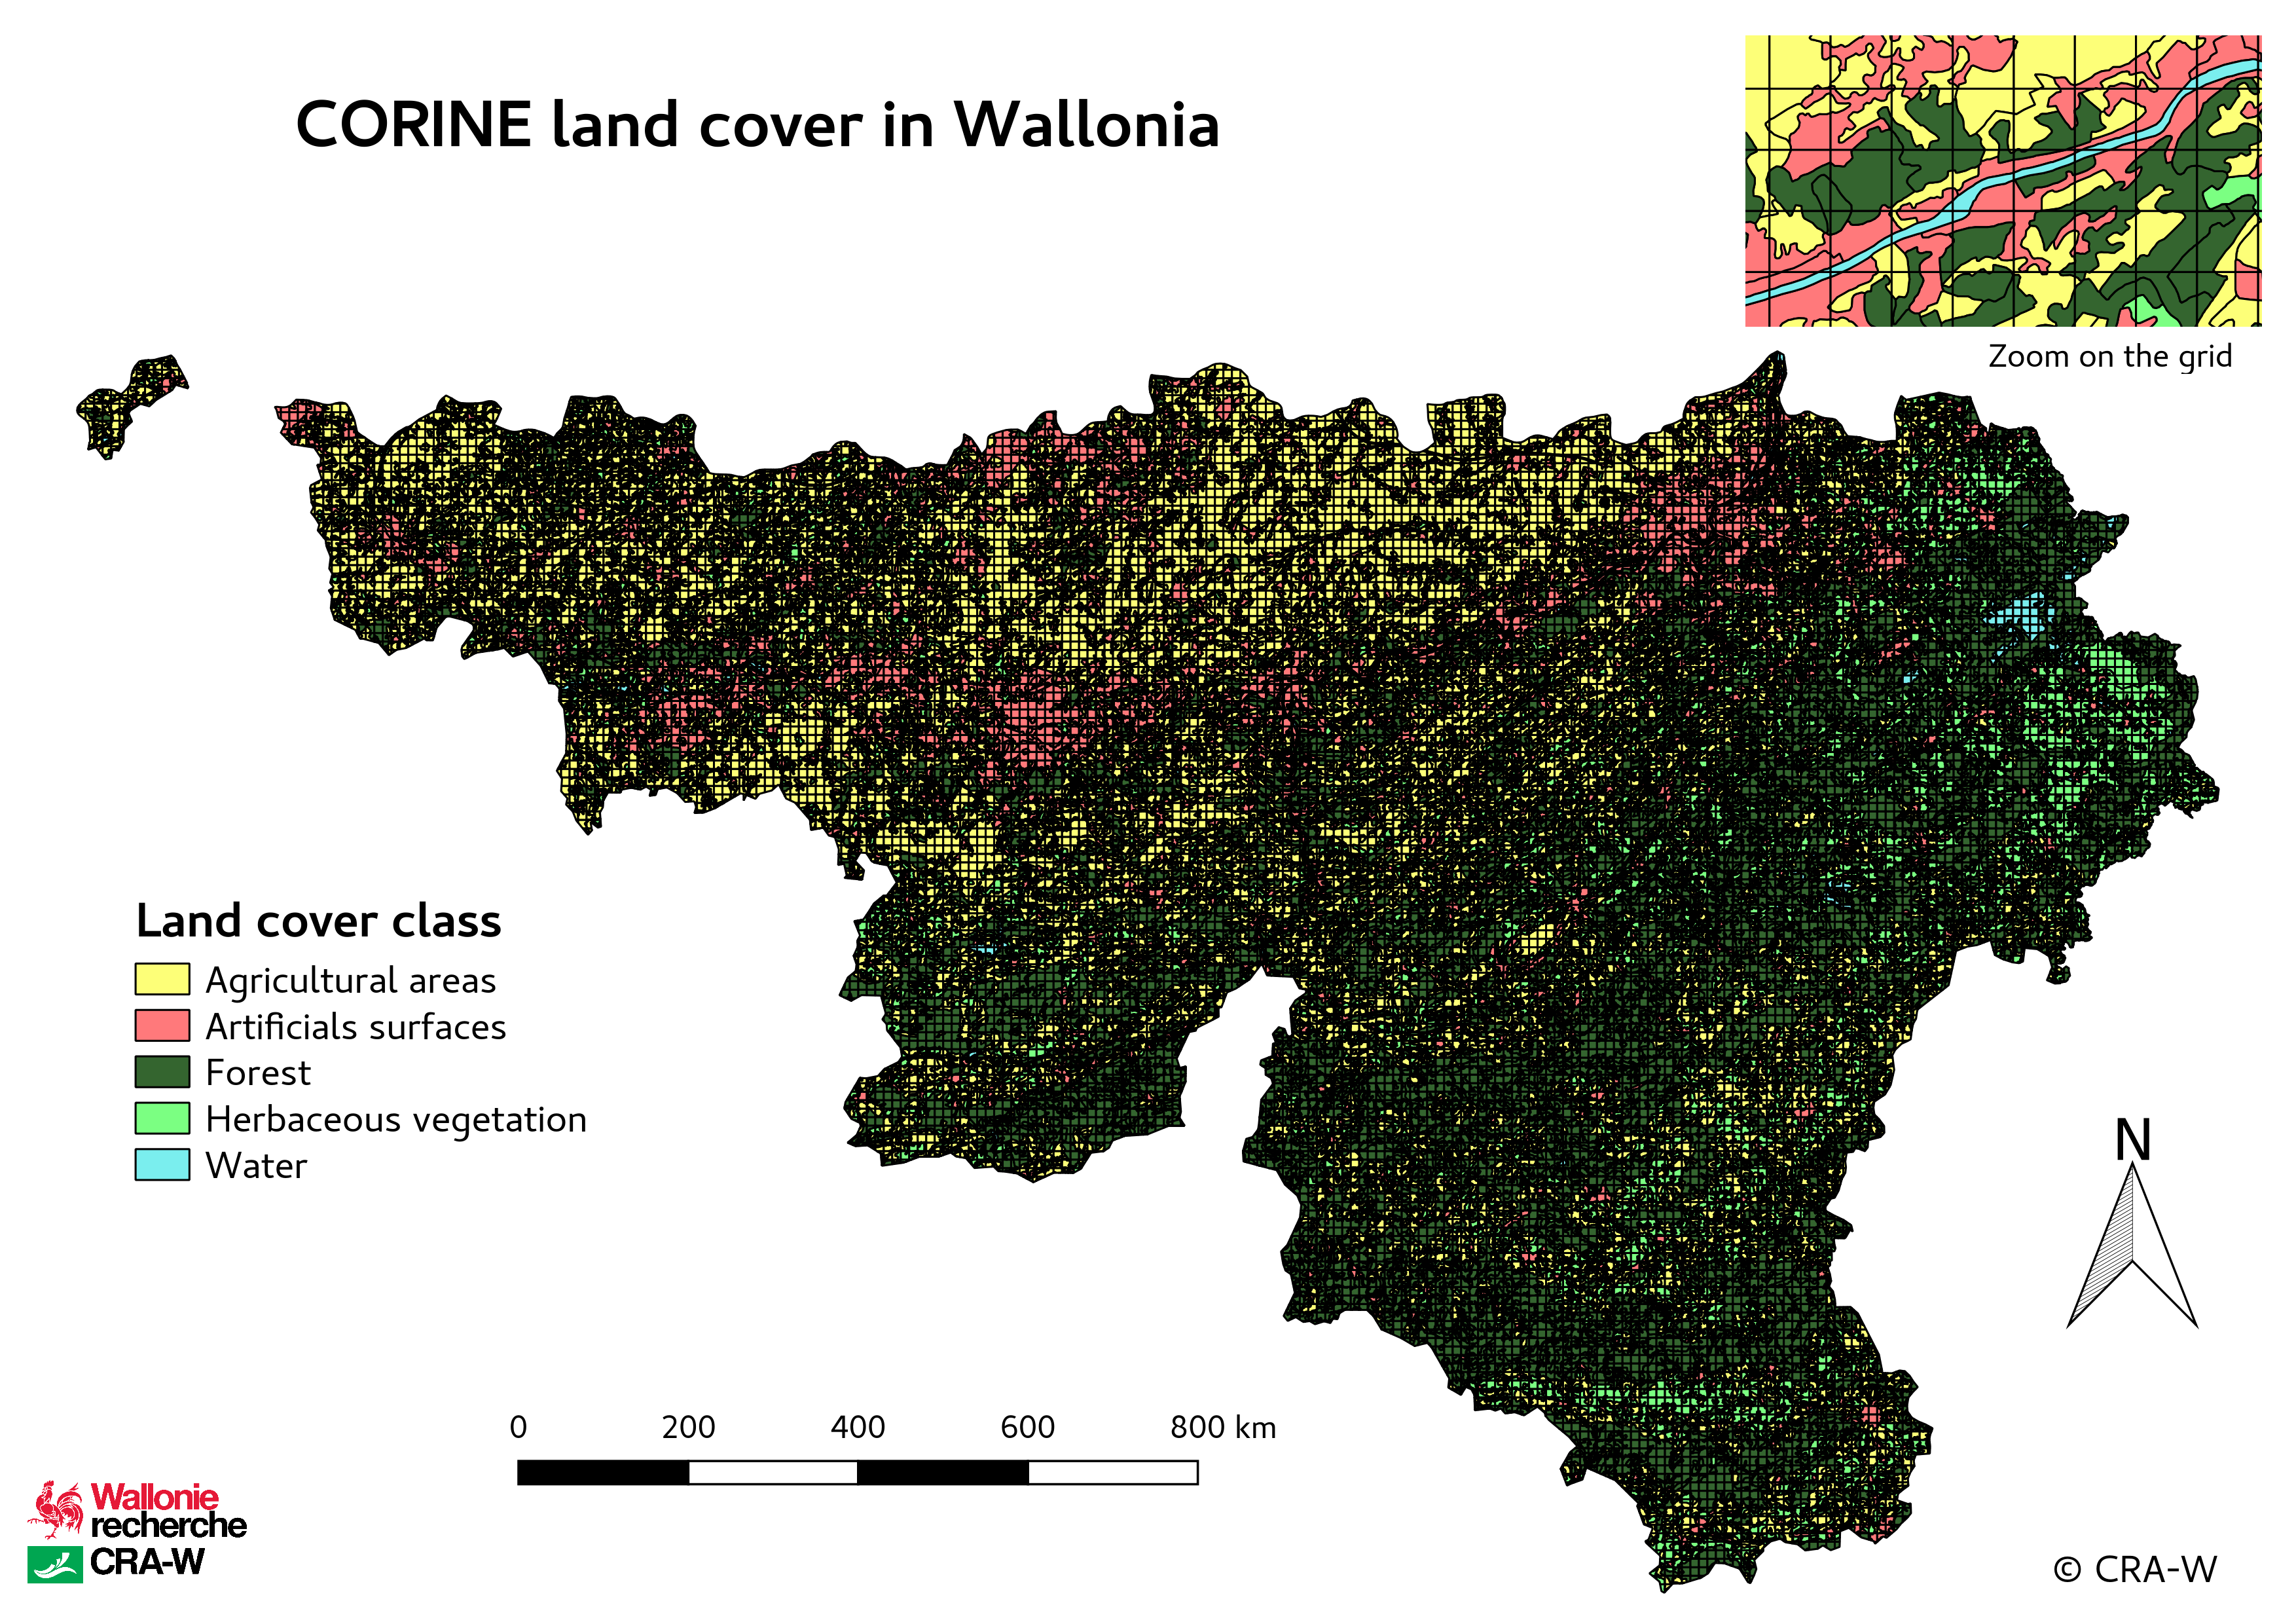 CORINE land cover in Wallonia
Zoom on the grid
Land cover class
Agricultural areas
Artificials surfaces
Forest
Herbaceous vegetation
Water
N
0 200 400 600 800 km
Wallonie
recherche
CRA-W
© CRA-W